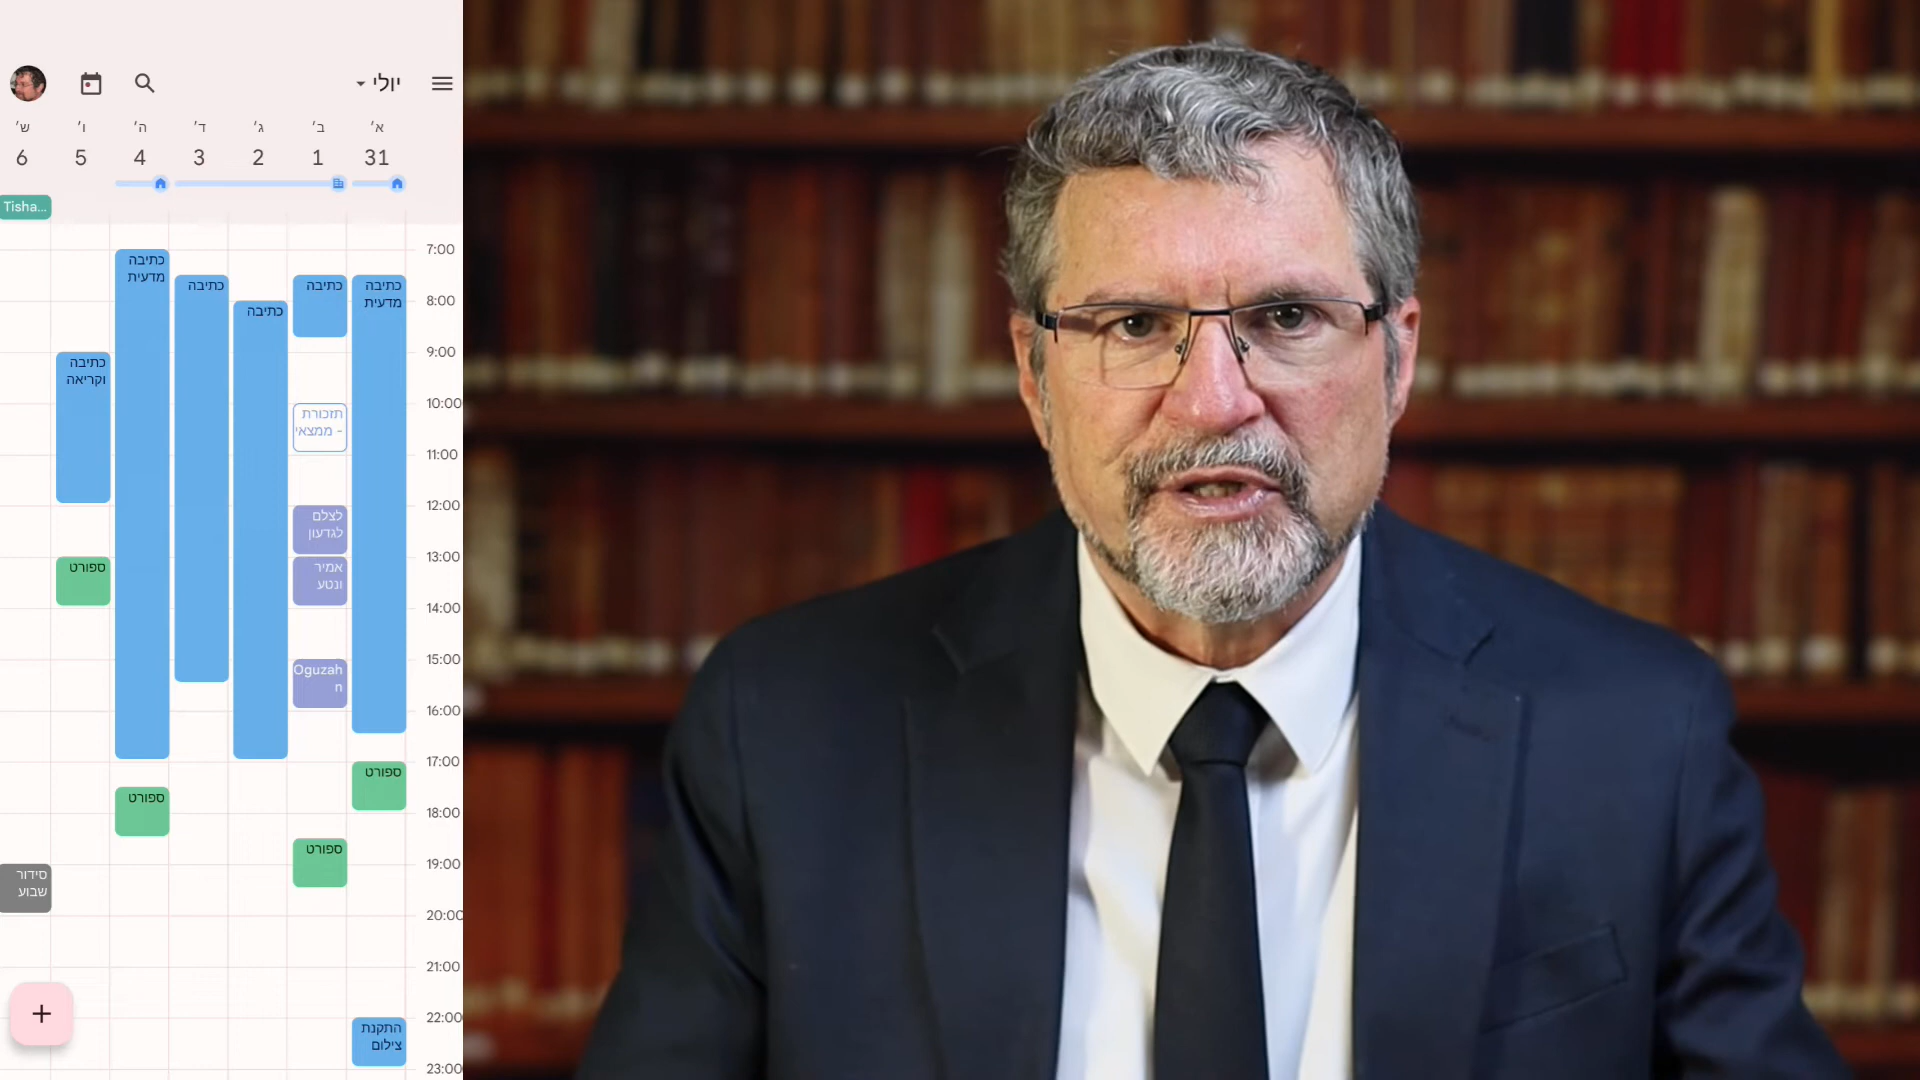 יולי
א׳ ב׳ ג׳ ד׳ ה׳ ו׳ ש׳
31 1 2 3 4 5 6
Tisha...
7:00
8:00
9:00
10:00
11:00
12:00
13:00
14:00
15:00
16:00
17:00
18:00
19:00
20:00
21:00
22:00
23:00
כתיבה
מדעית
ספורט
התקנת
צילום
כתיבה
תזכורת
- ממצאי
לצלם
לגדעון
אמיר
ונטע
Oguzah
n
ספורט
כתיבה
כתיבה
כתיבה
מדעית
ספורט
כתיבה
וקריאה
ספורט
סידור
שבוע